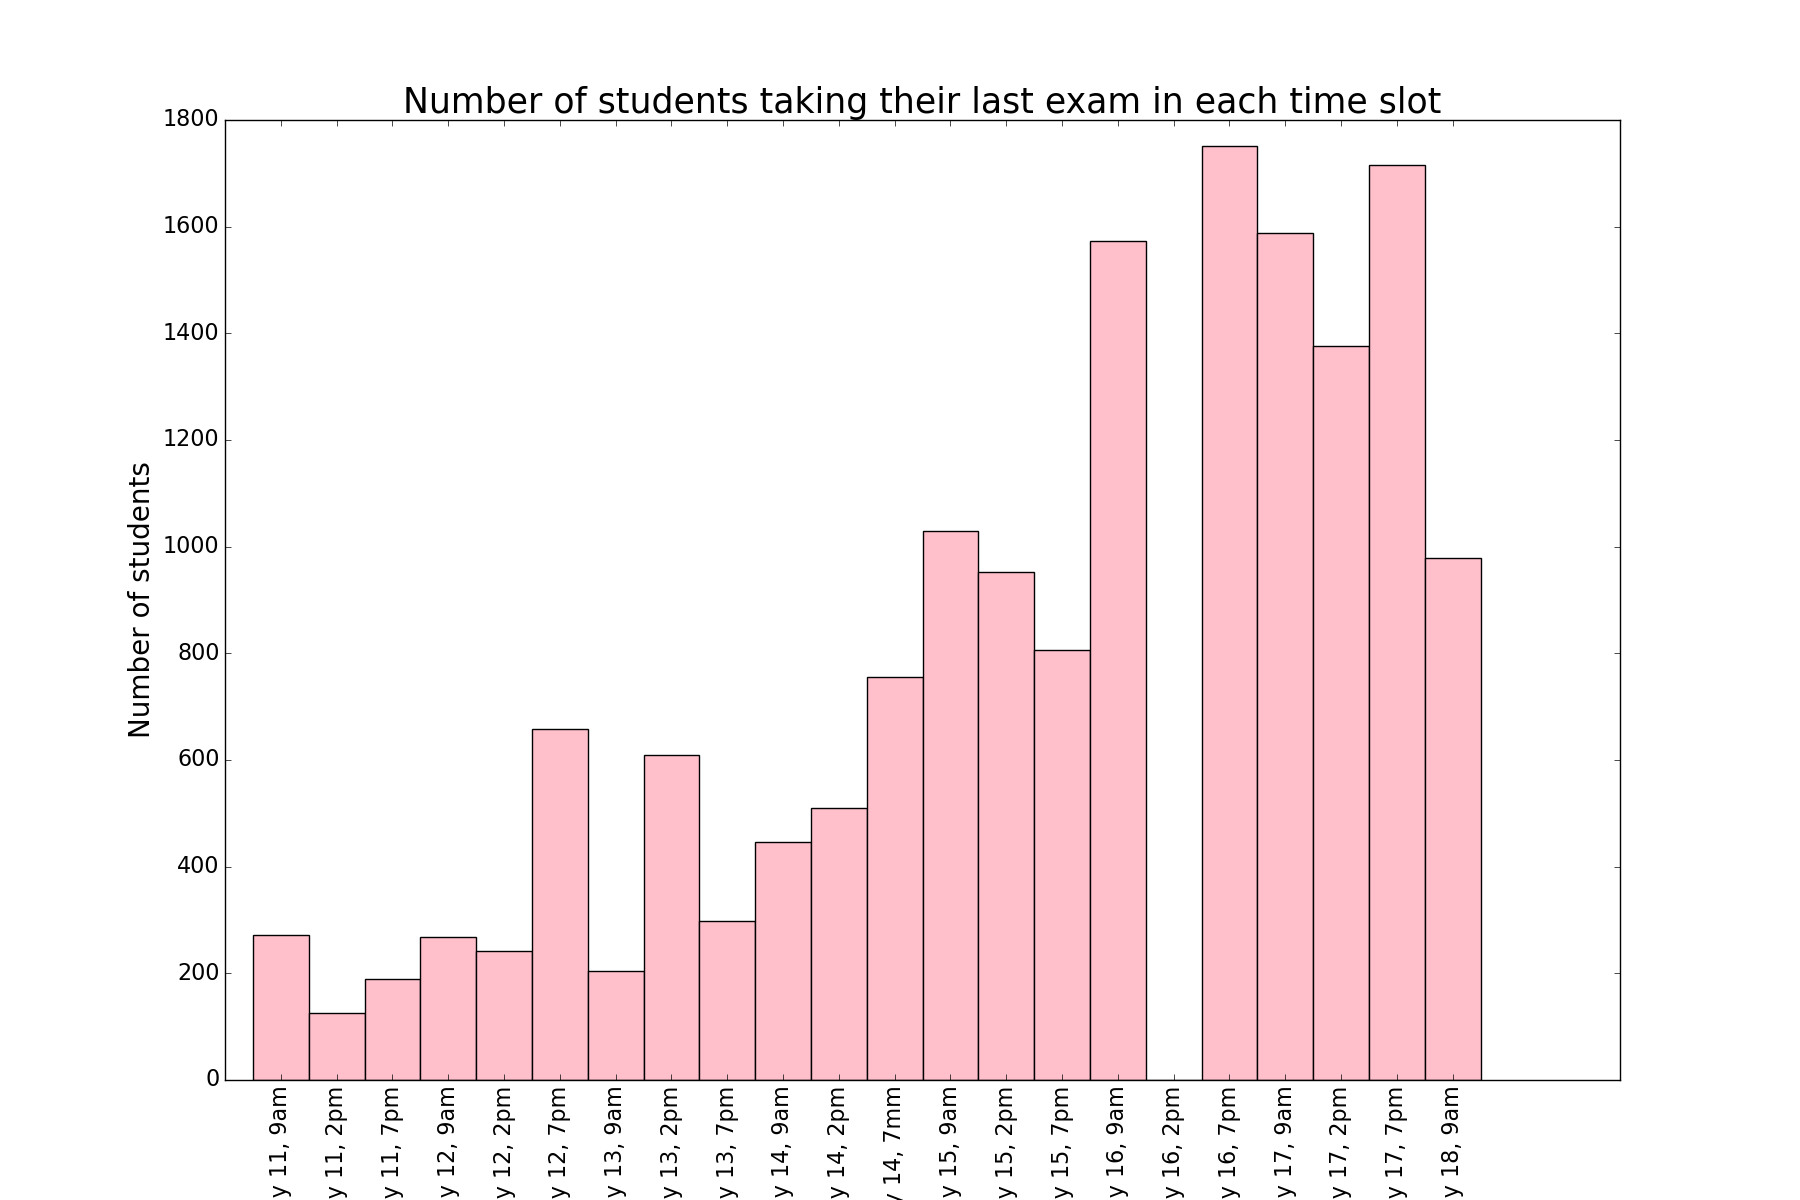 Number of students taking their last exam in each time slot
Number of students
1800
1600
1400
1200
1000
800
600
400
200
0
y 11, 9am
y 11, 2pm
y 11, 7pm
y 12, 9am
y 12, 2pm
y 12, 7pm
y 13, 9am
y 13, 2pm
y 13, 7pm
y 14, 9am
y 14, 2pm
y 14, 7mm
y 15, 9am
y 15, 2pm
y 15, 7pm
y 16, 9am
y 16, 2pm
y 16, 7pm
y 17, 9am
y 17, 2pm
y 17, 7pm
y 18, 9am